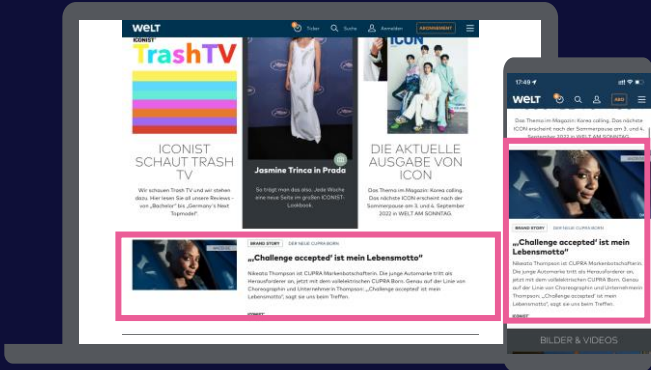 WELT
Ticker
Suche
Anmelden
ABONNEMENT
ICONIST
TrashTV
ICON
ICONIST
SCHAUT TRASH
TV
Wir schauen Trash TV und wir stehen
dazu. Hier lesen Sie all unsere Reviews -
von „Bachelor" bis „Germany's Next
Topmodel".
Jasmine Trinca in Prada
So trägt man das also. Jede Woche
eine neue Seite im großen ICONIST-
Lookbook.
DIE AKTUELLE
AUSGABE VON
ICON
Das Thema im Magazin: Korea calling.
Das nächste ICON erscheint nach der
Sommerpause am 3. und 4. September
2022 in WELT AM SONNTAG.
BRAND STORY
DER NEUE CUPRA BORN
„‚Challenge accepted' ist mein Lebensmotto"
Nikeata Thompson ist CUPRA Markenbotschafterin. Die junge Automarke tritt als
Herausforderer an, jetzt mit dem vollelektrischen CUPRA Born. Genau auf der Linie von
Choreographin und Unternehmerin Thompson: „‚Challenge accepted' ist mein
Lebensmotto", sagt sie uns beim Treffen.
ICONIST
17:49
WELT
ABO
Das Thema im Magazin: Korea calling. Das nächste
ICON erscheint nach der Sommerpause am 3. und 4.
September 2022 in WELT AM SONNTAG.
BRAND STORY
DER NEUE CUPRA BORN
„‚Challenge accepted' ist mein
Lebensmotto"
Nikeata Thompson ist CUPRA Markenbotschafterin.
Die junge Automarke tritt als Herausforderer an,
jetzt mit dem vollelektrischen CUPRA Born. Genau
auf der Linie von Choreographin und Unternehmerin
Thompson: „‚Challenge accepted' ist mein
Lebensmotto", sagt sie uns beim Treffen.
ICONIST
BILDER & VIDEOS